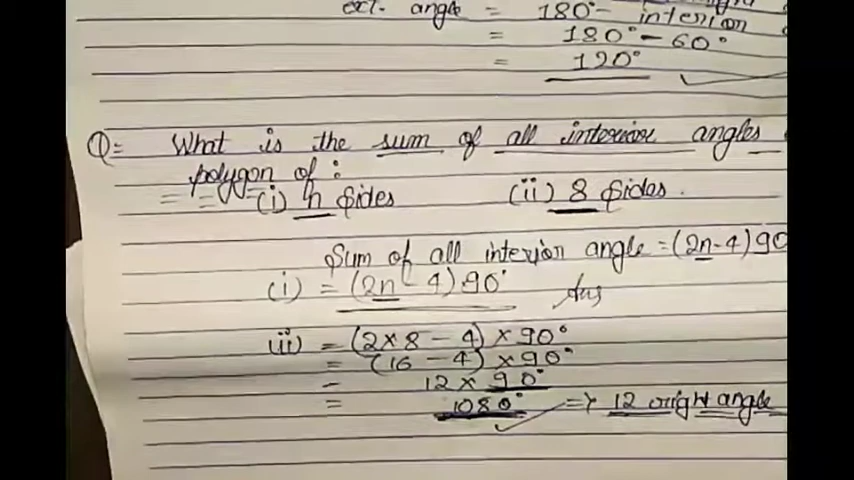 ext. angle = 180° - interior
= 180° - 60°
= 120°
Q= What is the sum of all interior angles
polygon of :
(i) n sides (ii) 8 sides.
Sum of all interior angle = (2n-4)90
(i) = (2n - 4) 90° Ans
(ii) = (2×8 - 4) × 90°
= (16 - 4) × 90°
= 12 × 90°
= 1080° => 12 right angle